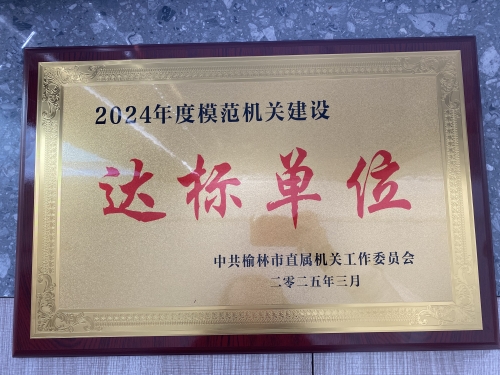 2024年度模范机关建设
达标单位
中共榆林市直属机关工作委员会
二零二五年三月